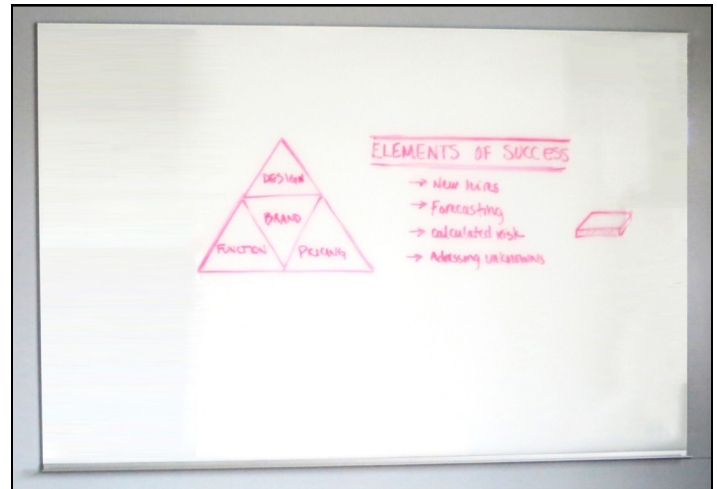 DESIGN
BRAND
FUNCTION
PRICING
ELEMENTS OF SUCCESS
→ New hires
→ Forecasting
→ calculated risk
→ Adressing unknowns